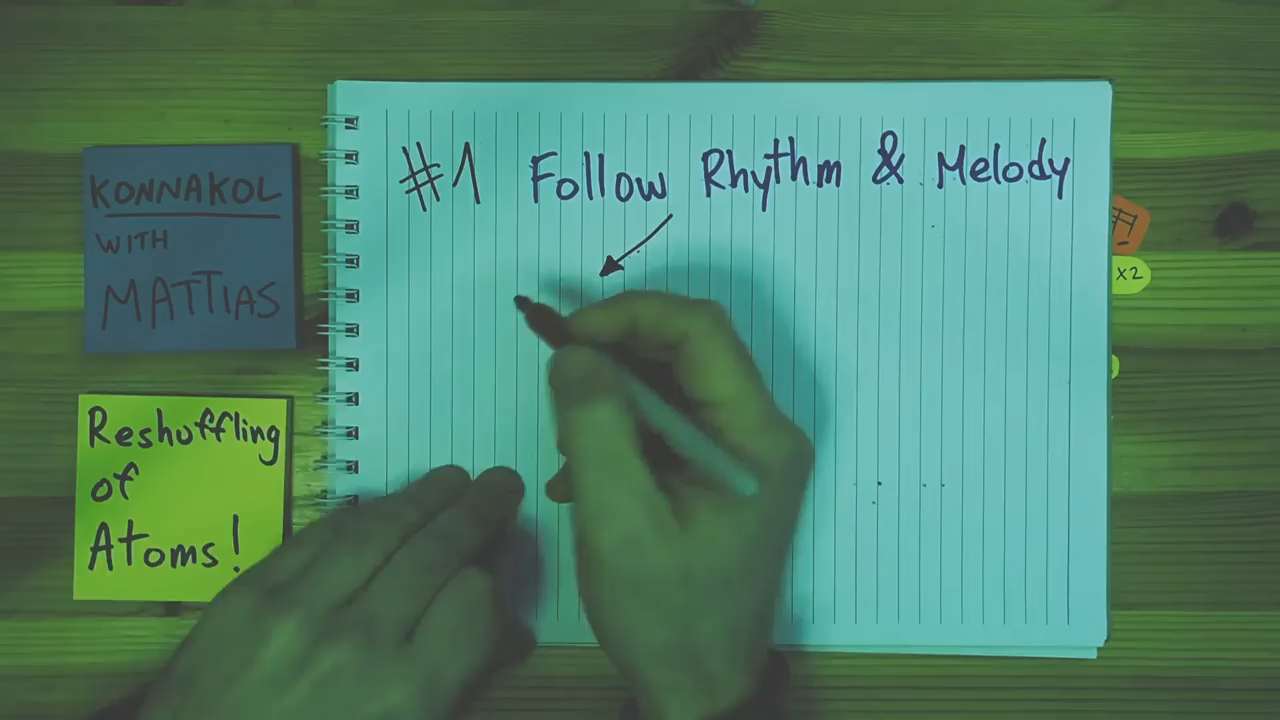 #1 Follow Rhythm & Melody
KONNAKOL
WITH
MATTIAS
x2
Reshuffling
of
Atoms!